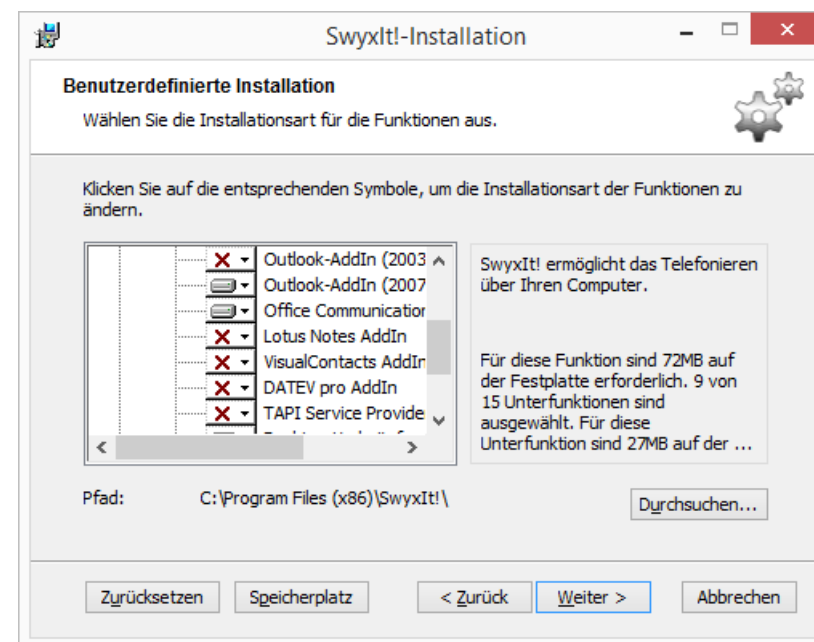 SwyxIt!-Installation
Benutzerdefinierte Installation
Wählen Sie die Installationsart für die Funktionen aus.
Klicken Sie auf die entsprechenden Symbole, um die Installationsart der Funktionen zu
ändern.
Outlook-AddIn (2003
Outlook-AddIn (2007
Office Communication
Lotus Notes AddIn
VisualContacts AddIn
DATEV pro AddIn
TAPI Service Provide
SwyxIt! ermöglicht das Telefonieren
über Ihren Computer.
Für diese Funktion sind 72MB auf
der Festplatte erforderlich. 9 von
15 Unterfunktionen sind
ausgewählt. Für diese
Unterfunktion sind 27MB auf der ...
Pfad: C:\Program Files (x86)\SwyxIt!\
Durchsuchen...
Zurücksetzen Speicherplatz < Zurück Weiter > Abbrechen